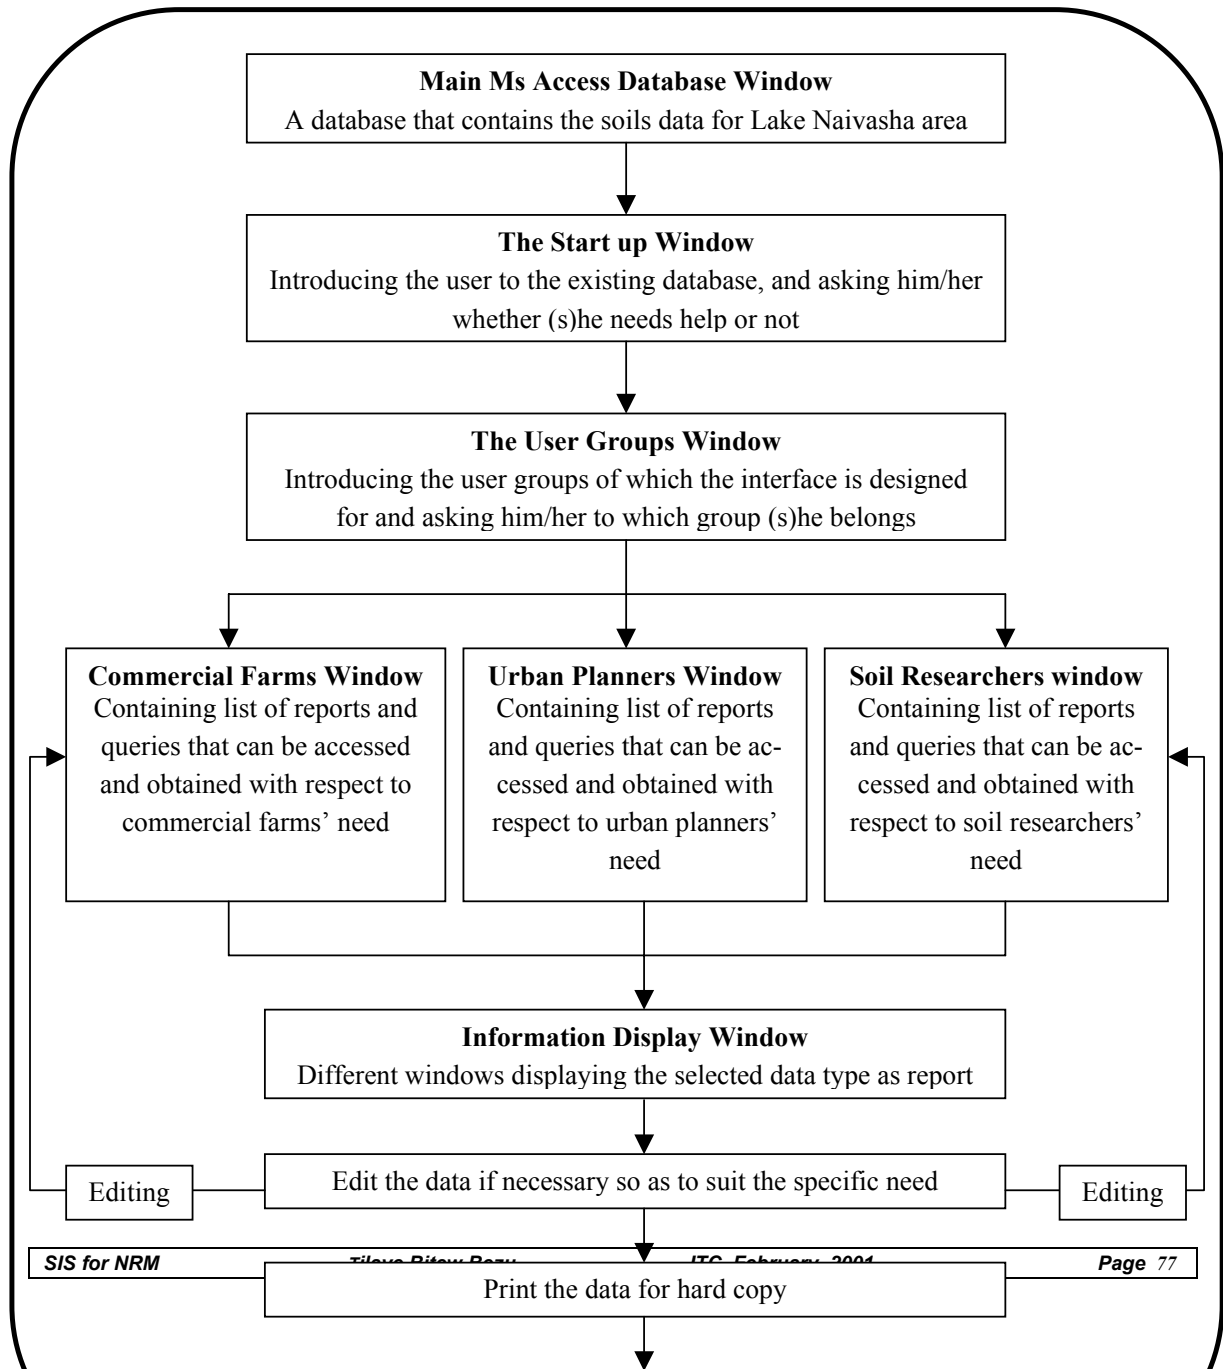 Main Ms Access Database Window
A database that contains the soils data for Lake Naivasha area
The Start up Window
Introducing the user to the existing database, and asking him/her
whether (s)he needs help or not
The User Groups Window
Introducing the user groups of which the interface is designed
for and asking him/her to which group (s)he belongs
Commercial Farms Window
Containing list of reports and
queries that can be accessed
and obtained with respect to
commercial farms’ need
Urban Planners Window
Containing list of reports
and queries that can be ac-
cessed and obtained with
respect to urban planners’
need
Soil Researchers window
Containing list of reports
and queries that can be ac-
cessed and obtained with
respect to soil researchers’
need
Information Display Window
Different windows displaying the selected data type as report
Editing
Edit the data if necessary so as to suit the specific need
Editing
SIS for NRM ITC, February, 2001 Page 77
Print the data for hard copy